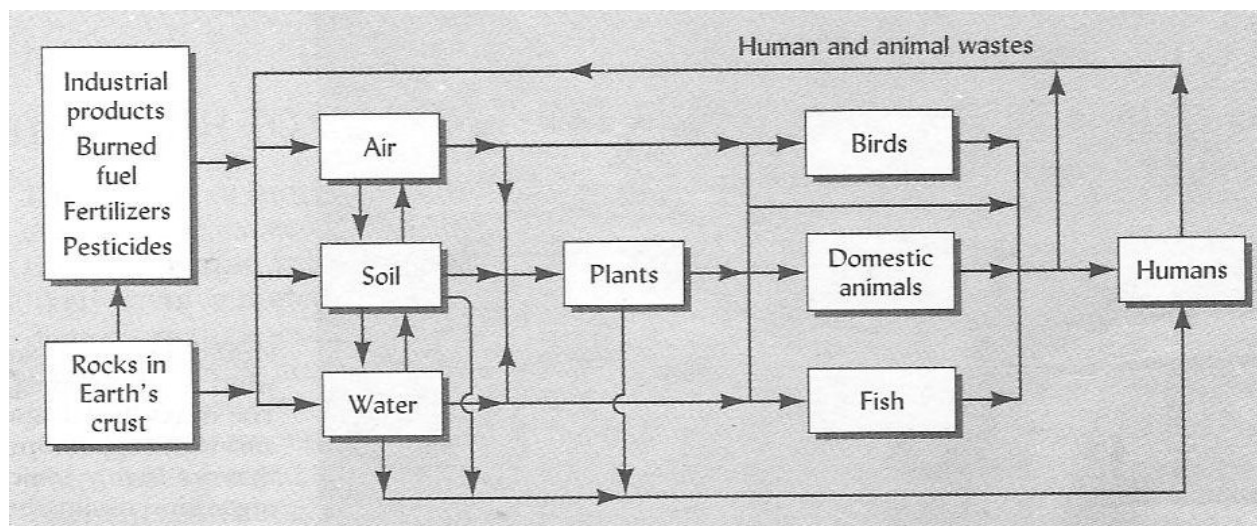 Human and animal wastes
Industrial
products
Burned
fuel
Fertilizers
Pesticides
Air
Birds
Soil
Plants
Domestic
animals
Humans
Rocks in
Earth's
crust
Water
Fish